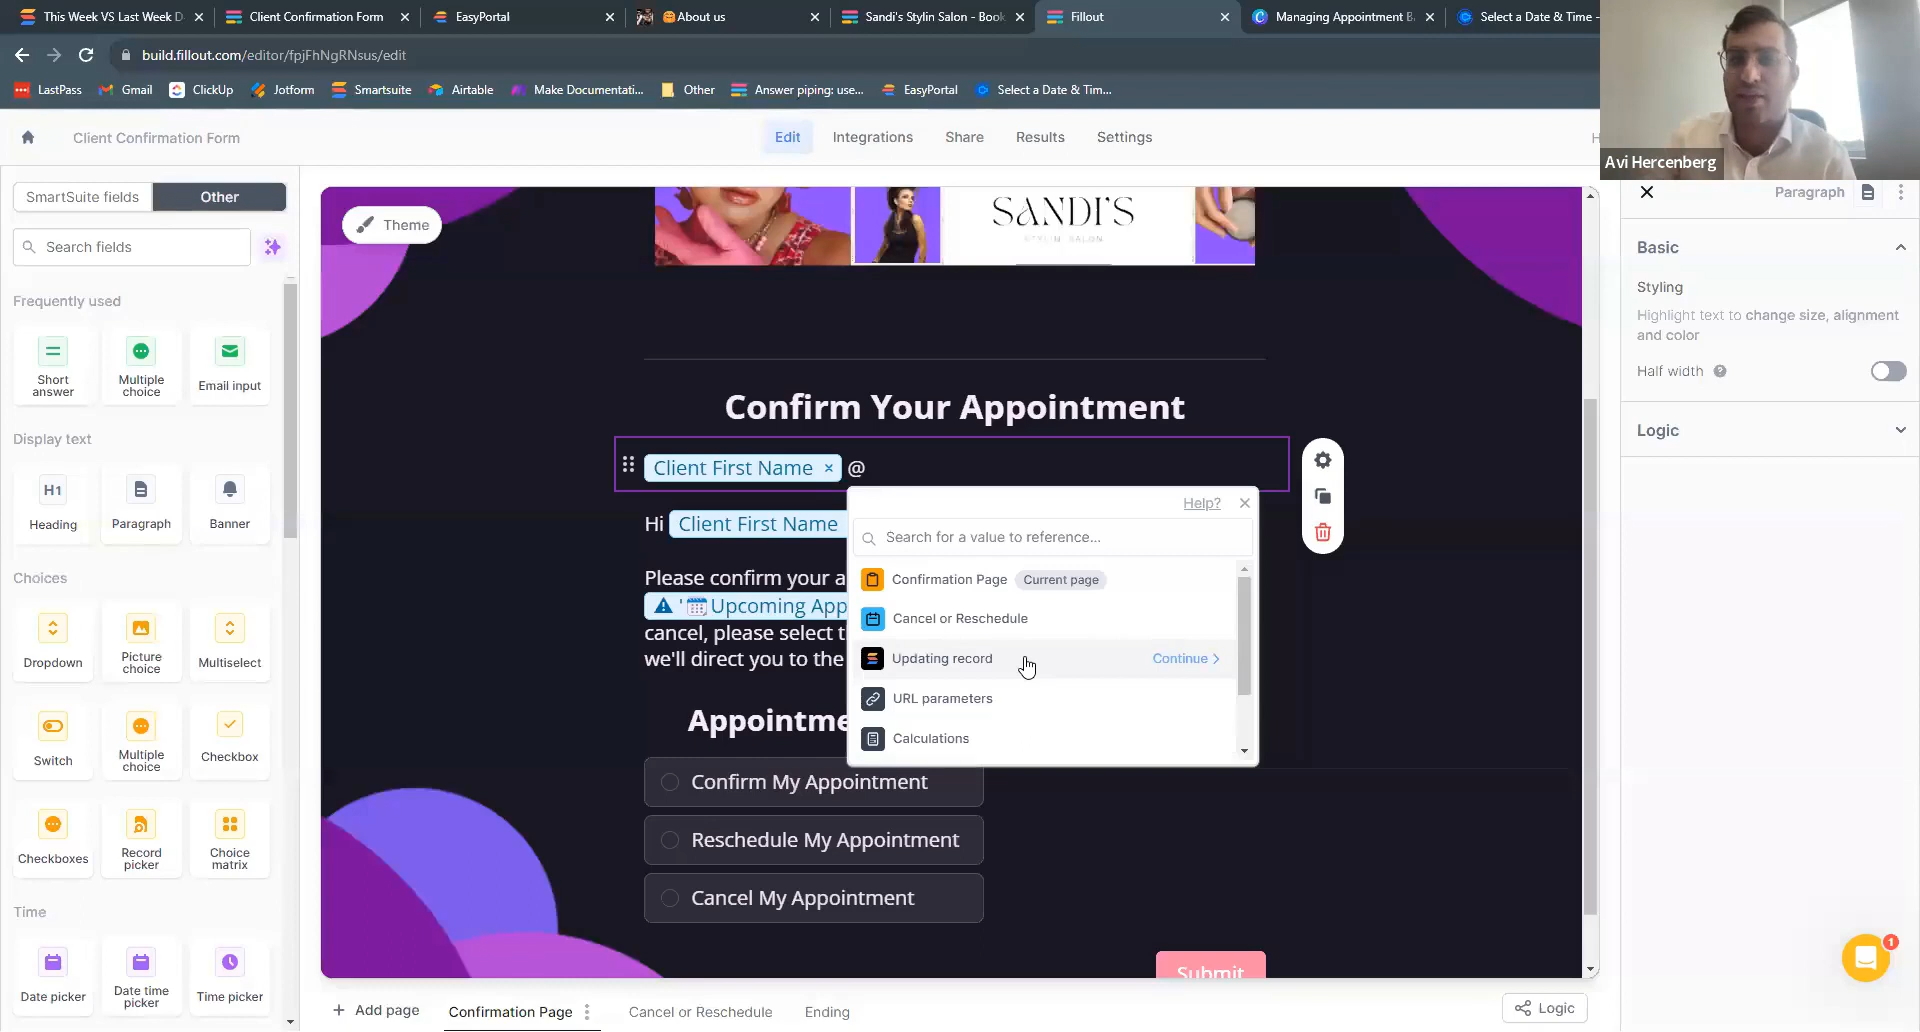 This Week VS Last Week D
Client Confirmation Form
EasyPortal
About us
Sandi's Stylin Salon - Book
Fillout
Managing Appointment B
Select a Date & Time -
build.fillout.com/editor/fpjFhNgRNsus/edit
LastPass
Gmail
ClickUp
Jotform
Smartsuite
Airtable
Make Documentati...
Other
Answer piping: use...
EasyPortal
Select a Date & Tim...
Client Confirmation Form
Edit
Integrations
Share
Results
Settings
H
Avi Hercenberg
SmartSuite fields
Other
Search fields
Frequently used
Short
answer
Multiple
choice
Email input
Display text
H1
Heading
Paragraph
Banner
Choices
Dropdown
Picture
choice
Multiselect
Switch
Multiple
choice
Checkbox
Checkboxes
Record
picker
Choice
matrix
Time
Date picker
Date time
picker
Time picker
Theme
SANDI'S
STYLIN SALON
Confirm Your Appointment
Client First Name × @
Hi Client First Name
Please confirm your a
' Upcoming App
cancel, please select t
we'll direct you to the
Appointme
Confirm My Appointment
Reschedule My Appointment
Cancel My Appointment
Submit
Help?
Search for a value to reference...
Confirmation Page Current page
Cancel or Reschedule
Updating record Continue >
URL parameters
Calculations
Paragraph
Basic
Styling
Highlight text to change size, alignment
and color
Half width ?
Logic
1
+ Add page
Confirmation Page
Cancel or Reschedule
Ending
Logic